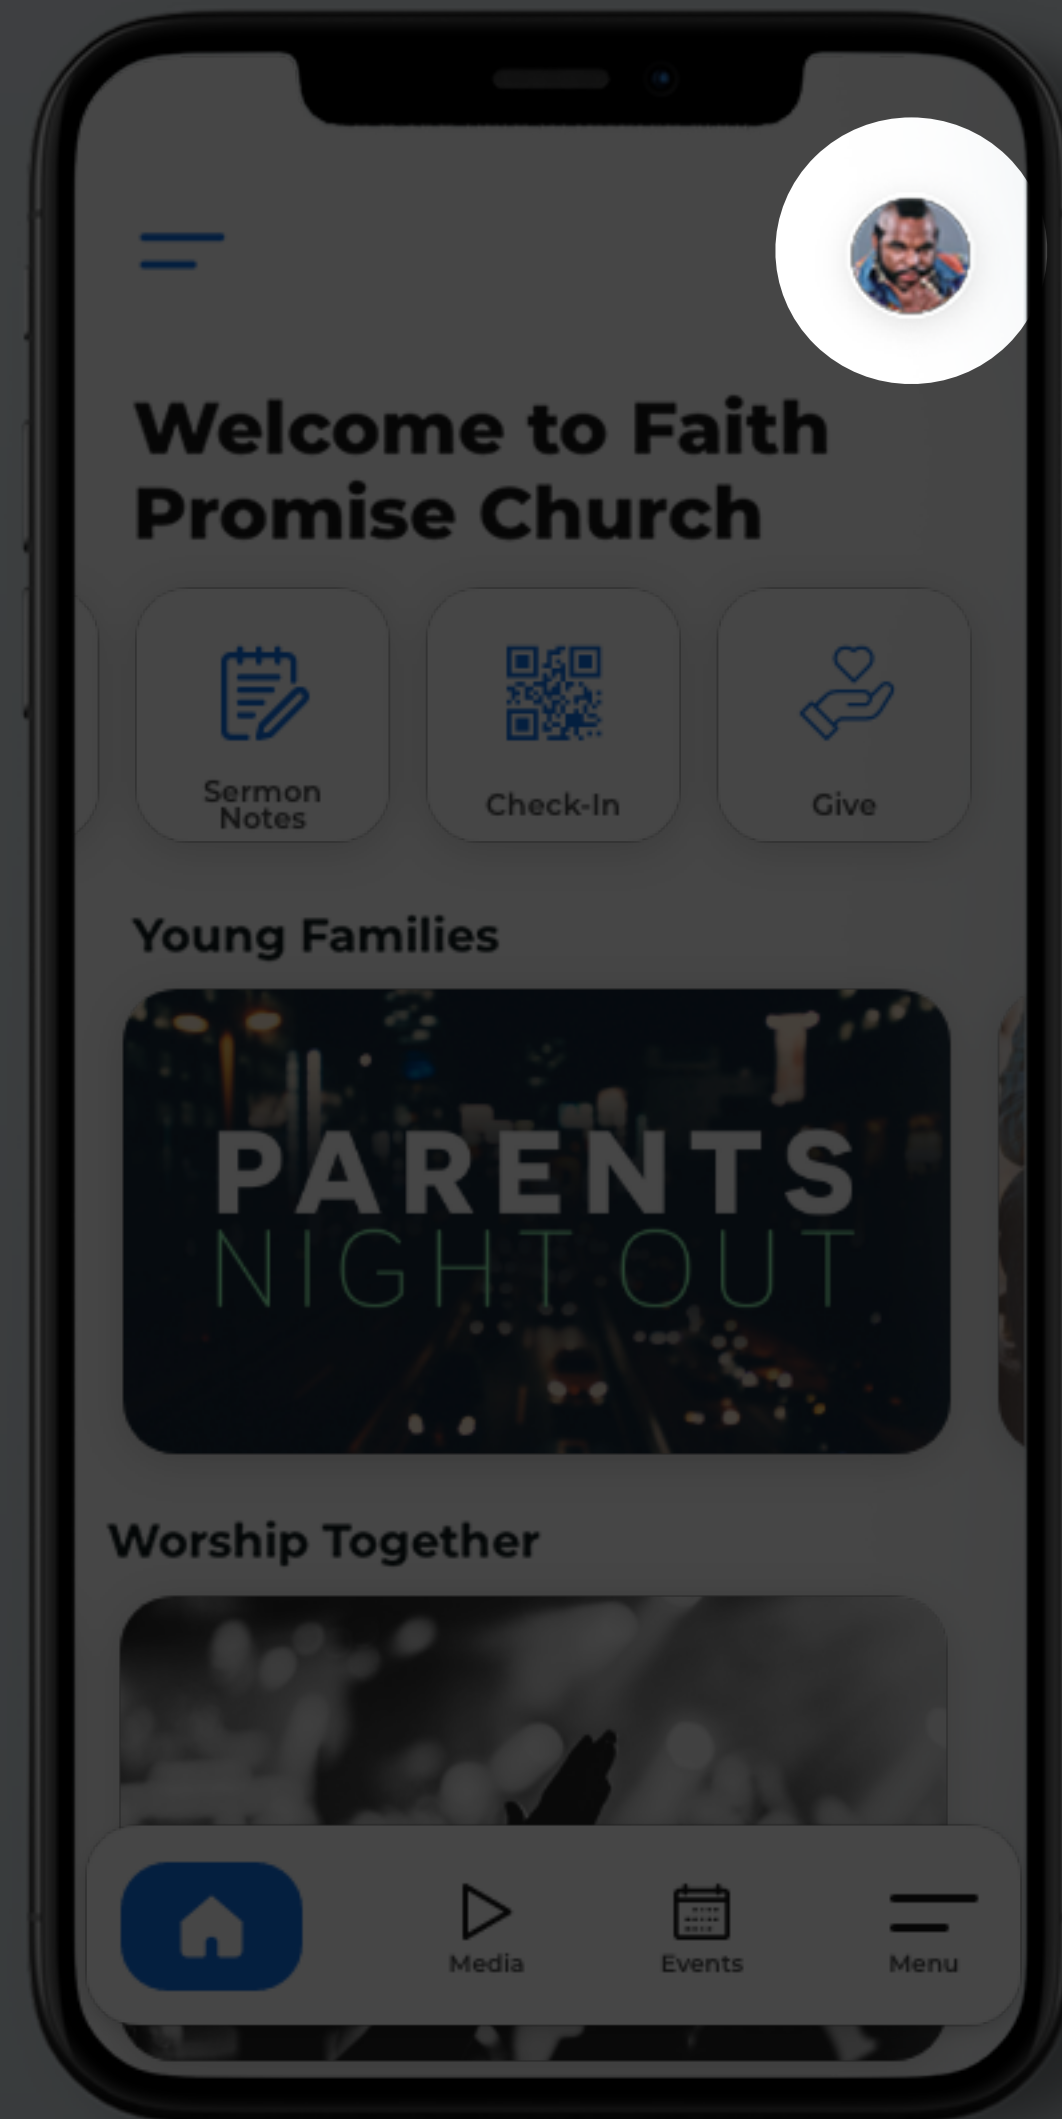 Welcome to Faith
Promise Church
Sermon
Notes
Check-In
Give
Young Families
PARENTS
NIGHT OUT
Worship Together
Media
Events
Menu